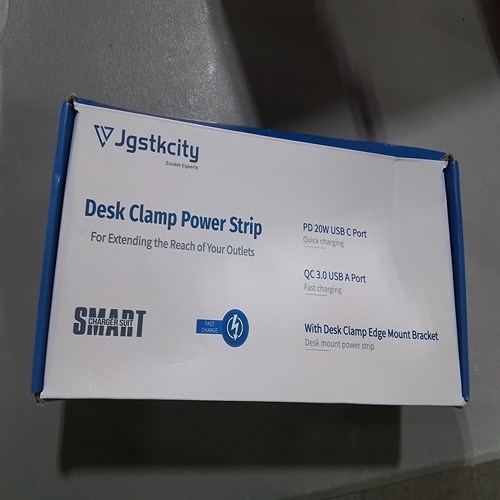 Jgstkcity
Socket Experts
Desk Clamp Power Strip
For Extending the Reach of Your Outlets
PD 20W USB C Port
Quick charging
QC 3.0 USB A Port
Fast charging
With Desk Clamp Edge Mount Bracket
Desk mount power strip
SMART
CHARGER SUIT
FAST
CHARGE